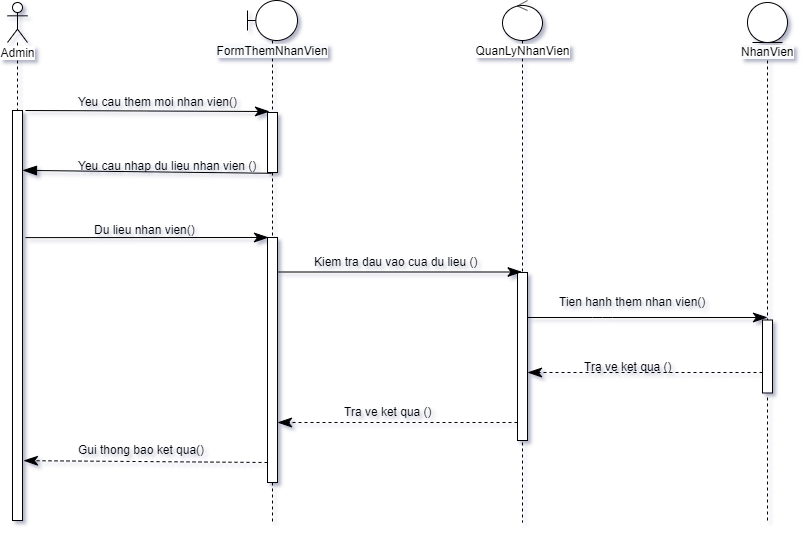 Admin
FormThemNhanVien
QuanLyNhanVien
NhanVien
Yeu cau them moi nhan vien()
Yeu cau nhap du lieu nhan vien ()
Du lieu nhan vien()
Kiem tra dau vao cua du lieu ()
Tien hanh them nhan vien()
Tra ve ket qua ()
Tra ve ket qua ()
Gui thong bao ket qua()